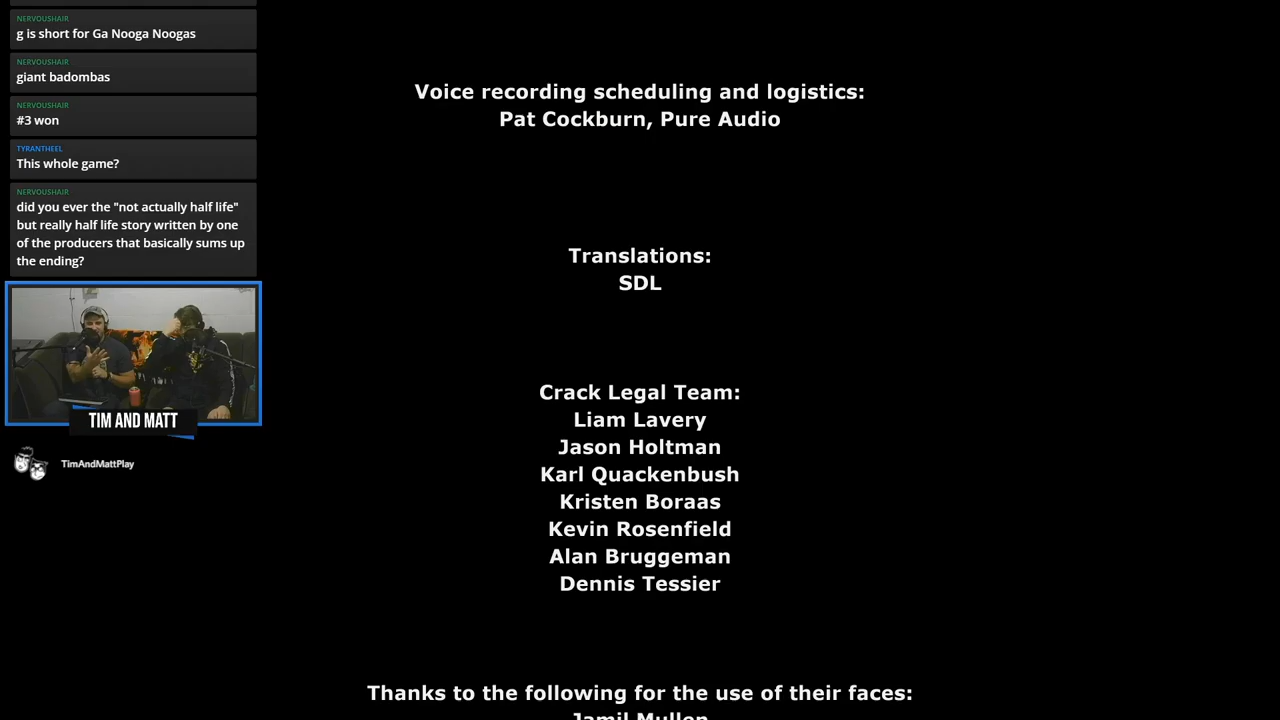 NERVOUSHAIR
g is short for Ga Nooga Noogas
NERVOUSHAIR
giant badombas
NERVOUSHAIR
#3 won
TYRANTHEEL
This whole game?
NERVOUSHAIR
did you ever the "not actually half life"
but really half life story written by one
of the producers that basically sums up
the ending?
TIM AND MATT
TimAndMattPlay
Voice recording scheduling and logistics:
Pat Cockburn, Pure Audio
Translations:
SDL
Crack Legal Team:
Liam Lavery
Jason Holtman
Karl Quackenbush
Kristen Boraas
Kevin Rosenfield
Alan Bruggeman
Dennis Tessier
Thanks to the following for the use of their faces:
Jamil Mullen